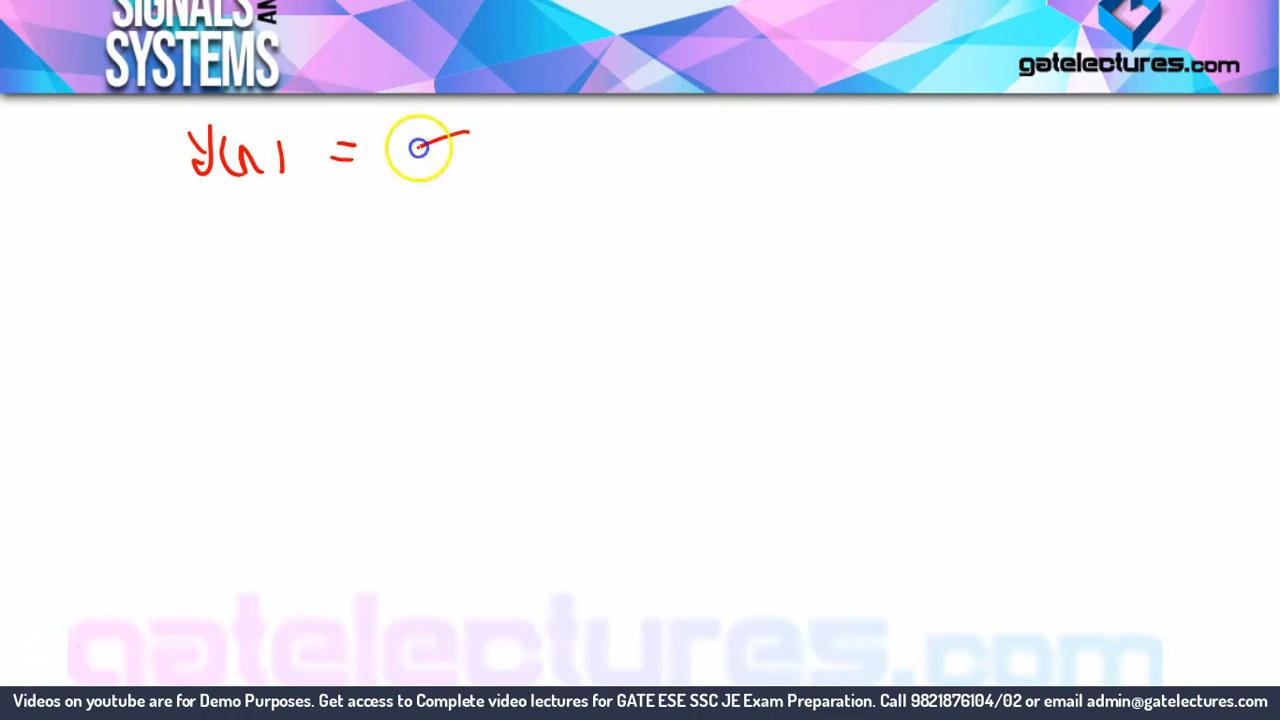 SIGNALS AND
SYSTEMS
gatelectures.com
y(n) =
gatelectures.com
Videos on youtube are for Demo Purposes. Get access to Complete video lectures for GATE ESE SSC JE Exam Preparation. Call 9821876104/02 or email admin@gatelectures.com